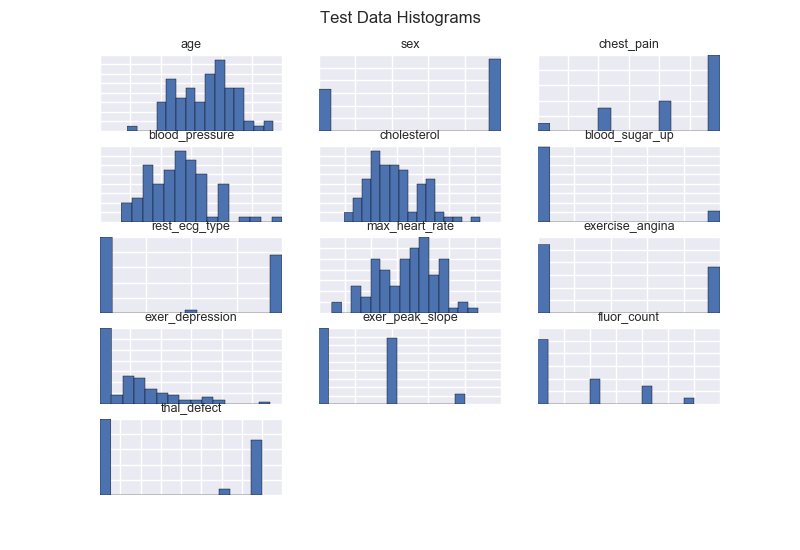 Test Data Histograms
age
sex
chest_pain
blood_pressure
cholesterol
blood_sugar_up
rest_ecg_type
max_heart_rate
exercise_angina
exer_depression
exer_peak_slope
fluor_count
thal_defect